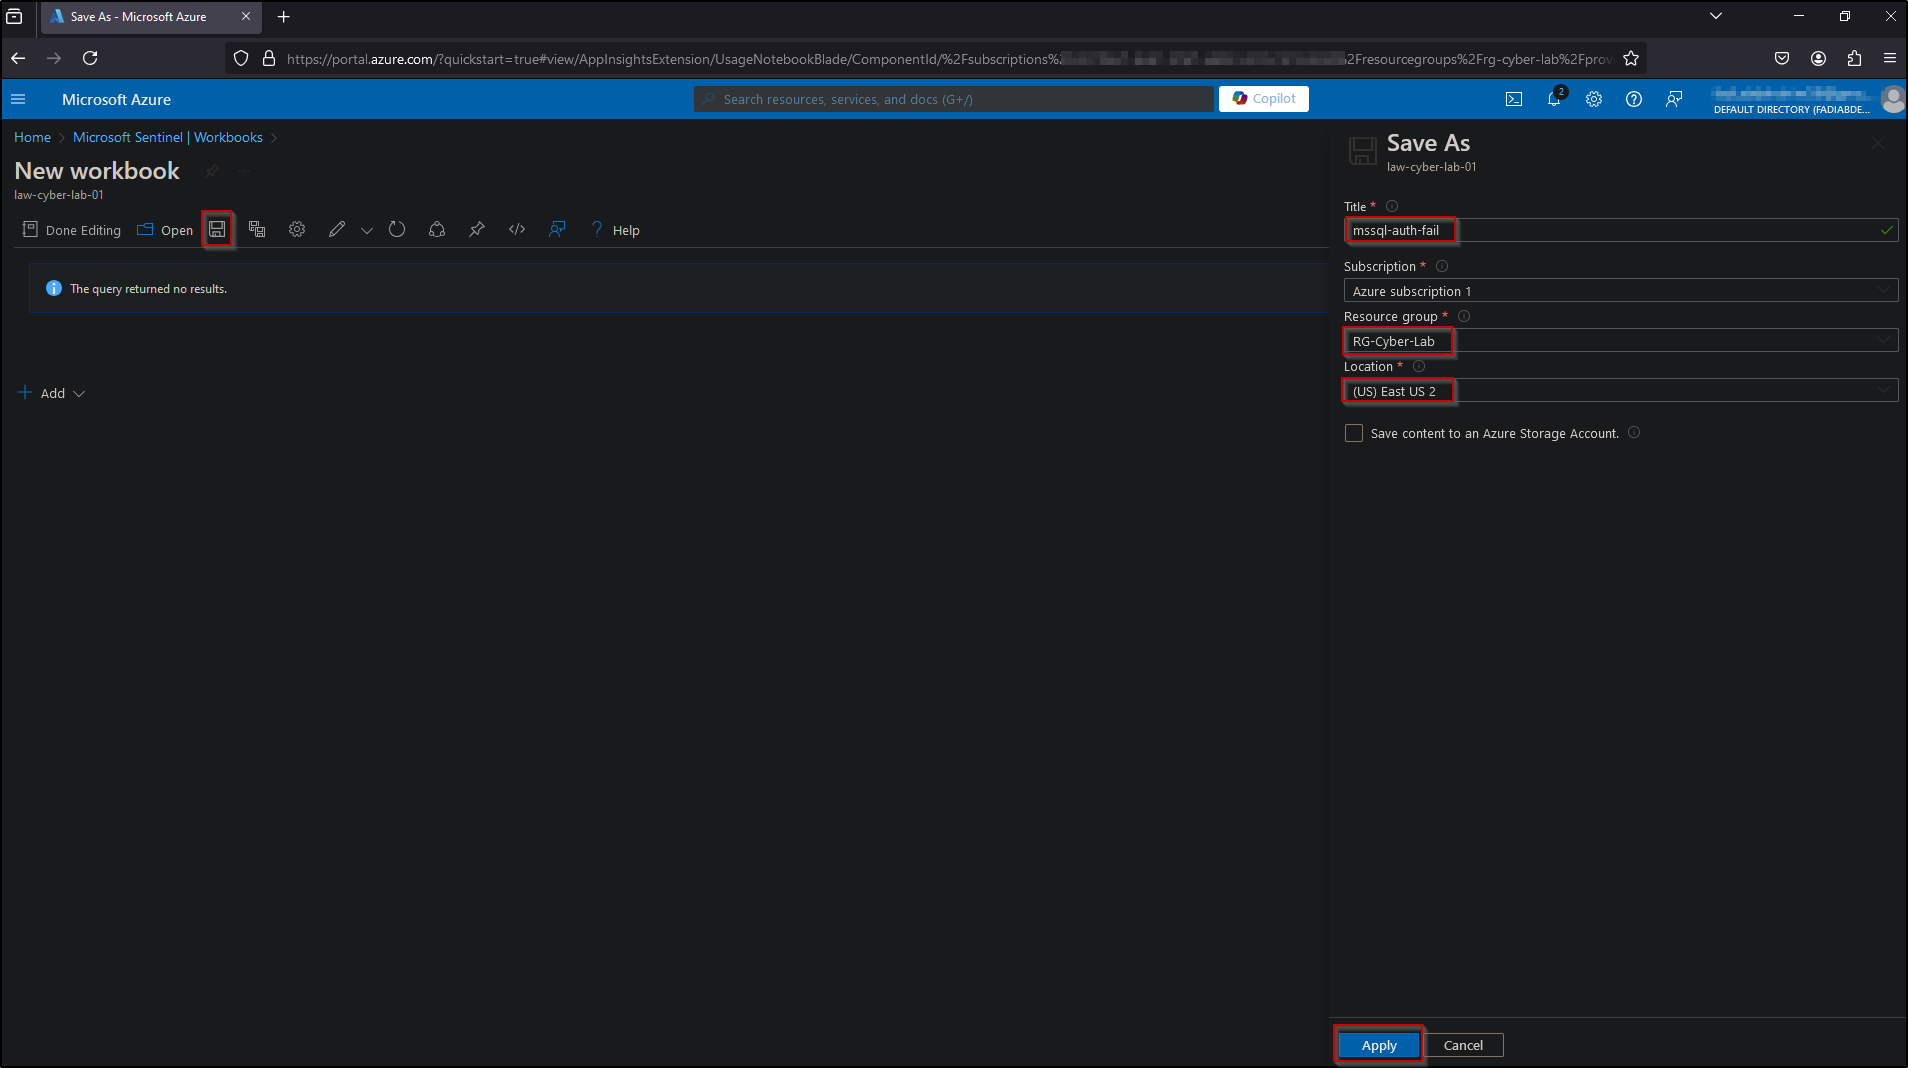 Save As - Microsoft Azure
https://portal.azure.com/?quickstart=true#view/AppInsightsExtension/UsageNotebookBlade/ComponentId/%2Fsubscriptions% 2Fresourcegroups%2Frg-cyber-lab%2Fprov
Microsoft Azure
Search resources, services, and docs (G+/)
Copilot
2
DEFAULT DIRECTORY (FADIABDE...
Home > Microsoft Sentinel | Workbooks >
New workbook
...
law-cyber-lab-01
Done Editing
Open
</>
? Help
The query returned no results.
+ Add
Save As
law-cyber-lab-01
Title *
mssql-auth-fail
Subscription *
Azure subscription 1
Resource group *
RG-Cyber-Lab
Location *
(US) East US 2
Save content to an Azure Storage Account.
Apply
Cancel